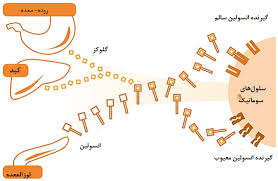 روده- معده
گیرنده انسولین سالم
گلوکز
کبد
سلول‌های
سوماتیک
انسولین
گیرنده انسولین معیوب
لوزالمعده